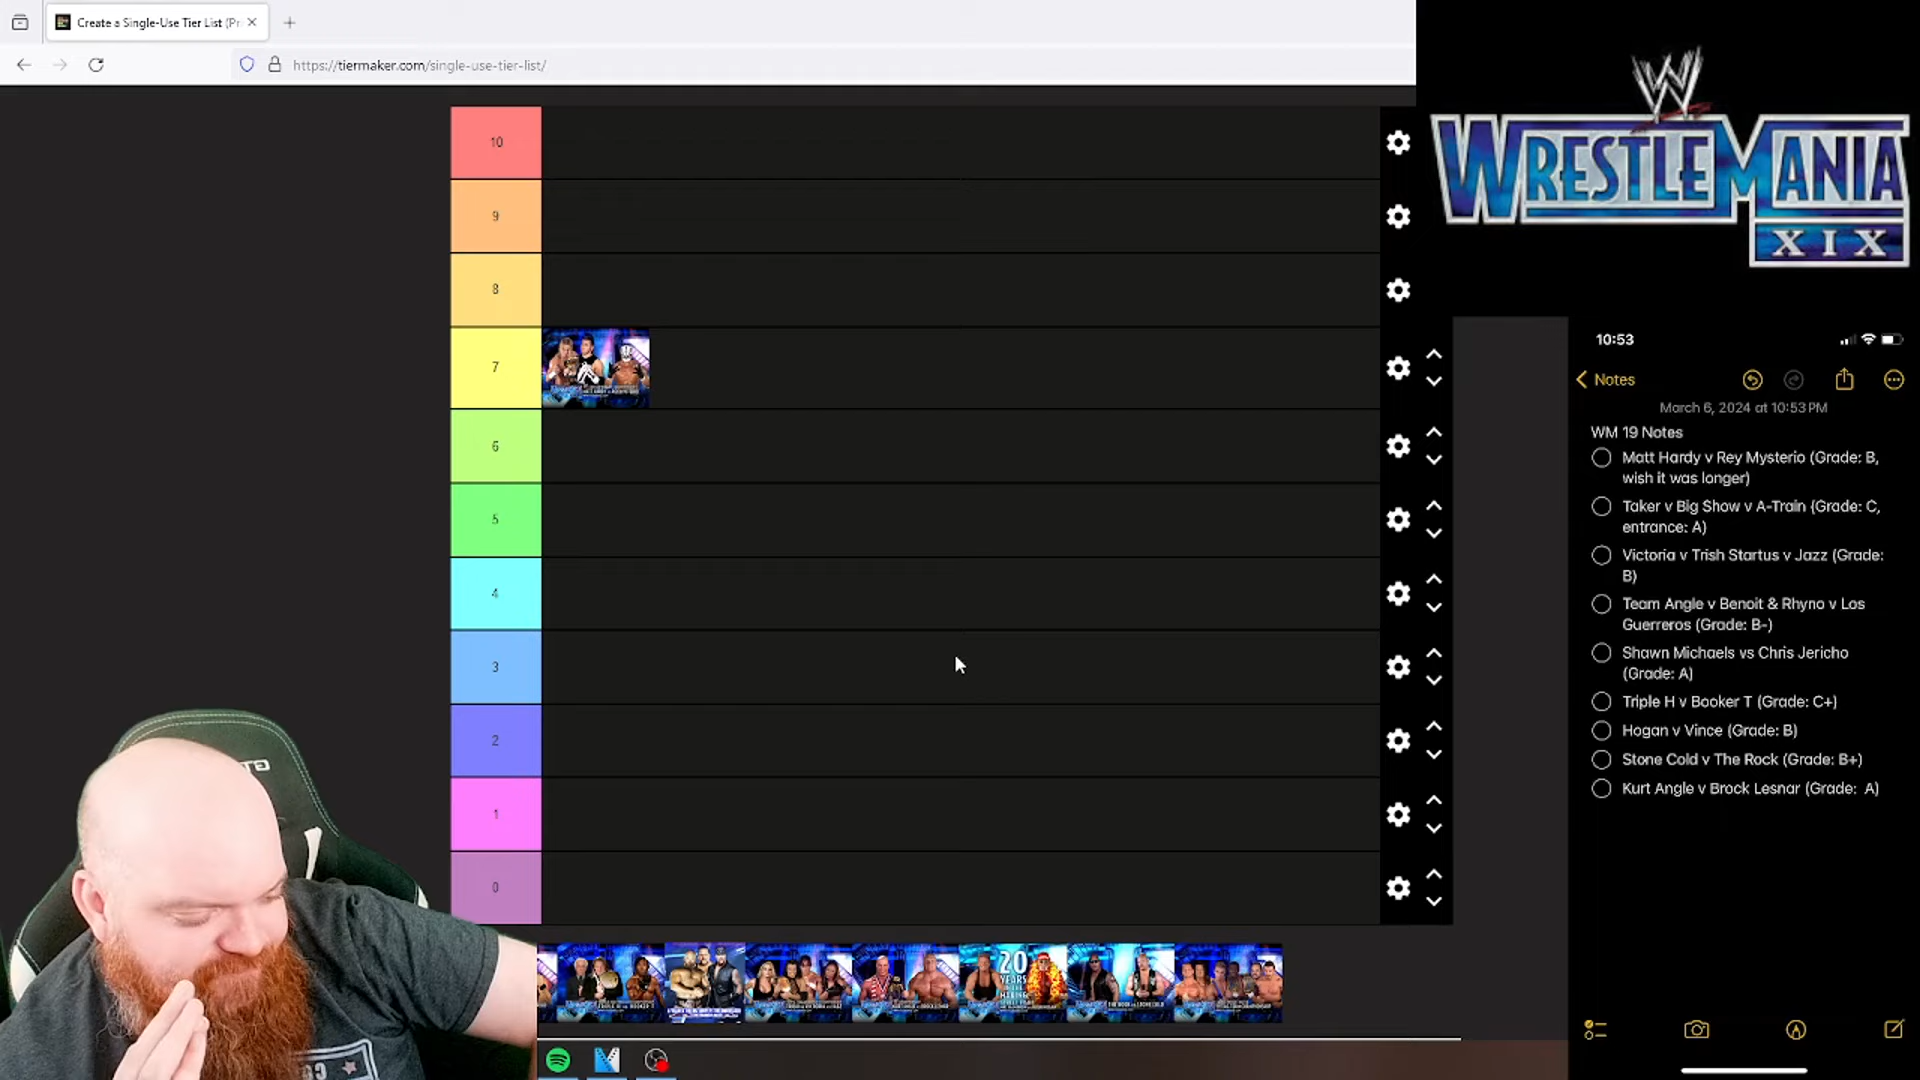 Create a Single-Use Tier List (Pr
https://tiermaker.com/single-use-tier-list/
10
9
8
7
6
5
4
3
2
1
0
W
WRESTLEMANIA
XIX
10:53
Notes
March 6, 2024 at 10:53 PM
WM 19 Notes
Matt Hardy v Rey Mysterio (Grade: B,
wish it was longer)
Taker v Big Show v A-Train {Grade: C,
entrance: A)
Victoria v Trish Startus v Jazz (Grade:
B)
Team Angle v Benoit & Rhyno v Los
Guerreros (Grade: B-)
Shawn Michaels vs Chris Jericho
(Grade: A)
Triple H v Booker T (Grade: C+)
Hogan v Vince (Grade: B)
Stone Cold v The Rock (Grade: B+)
Kurt Angle v Brock Lesnar (Grade: A)
20
YEARS
IN THE
MAKING